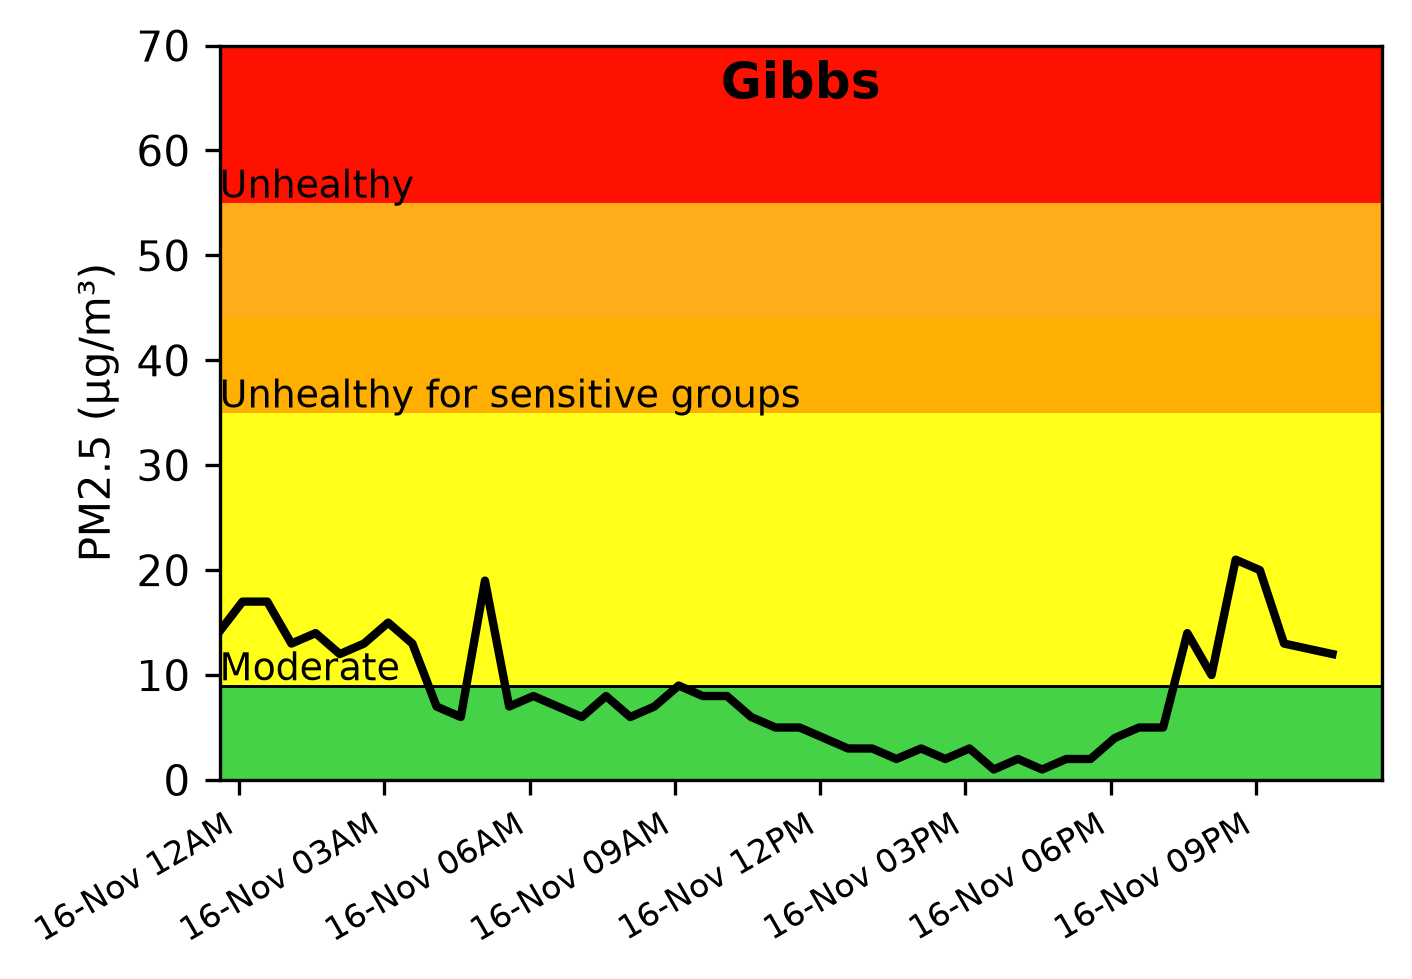 Gibbs
70
60
Unhealthy
50
40
Unhealthy for sensitive groups
30
20
Moderate
10
0
PM2.5 (µg/m³)
16-Nov 12AM
16-Nov 03AM
16-Nov 06AM
16-Nov 09AM
16-Nov 12PM
16-Nov 03PM
16-Nov 06PM
16-Nov 09PM